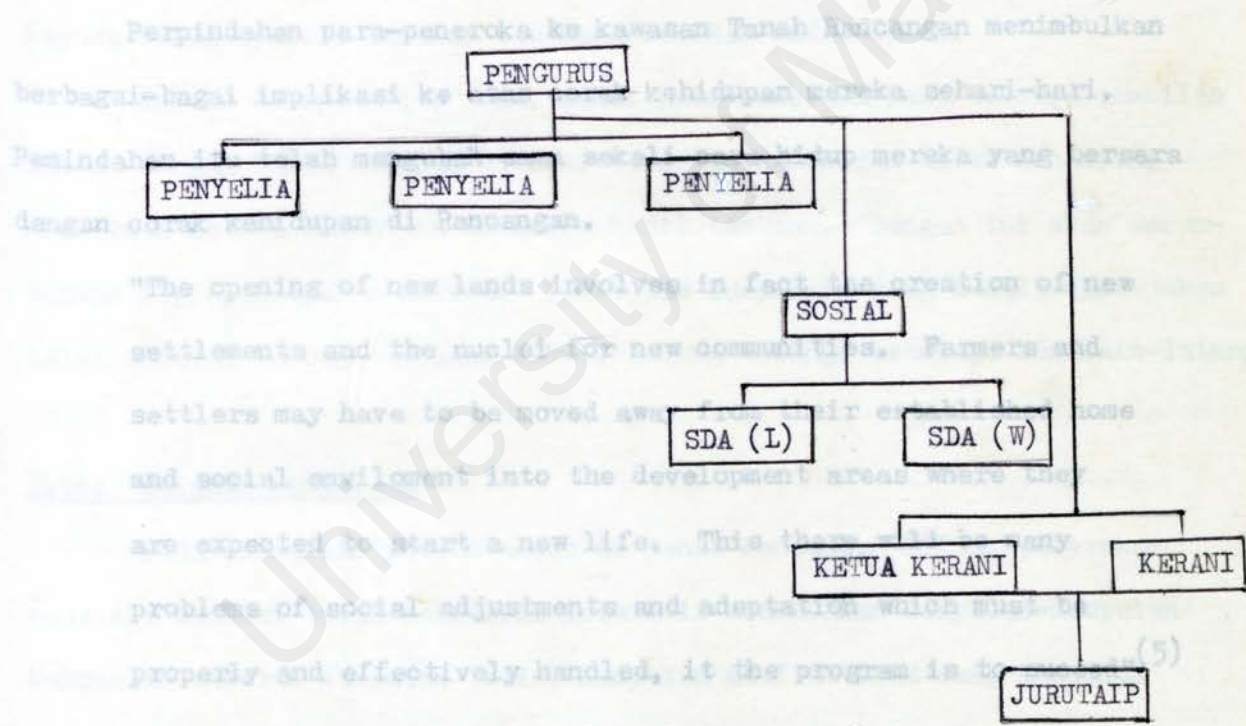 Perpindahan para-peneroka ke kawasan Tanah Rancangan menimbulkan
PENGURUS
berbagai-bagai implikasi ke atas corak kehidupan mereka sehari-hari.
Pemindahan itu telah mengubah sama sekali cara hidup mereka yang bersara
PENYELIA PENYELIA PENYELIA
dengan corak kehidupan di Rancangan.
"The opening of new lands involves in fact the creation of new
SOSIAL
settlements and the nuclei for new communities. Farmers and
settlers may have to be moved away from their established home
SDA (L) SDA (W)
and social enviloment into the development areas where they
are expected to start a new life. This there will be many
KETUA KERANI KERANI
problems of social adjustments and adaptation which must be
properly and effectively handled, it the program is to succed"(5)
JURUTAIP
University of Ma